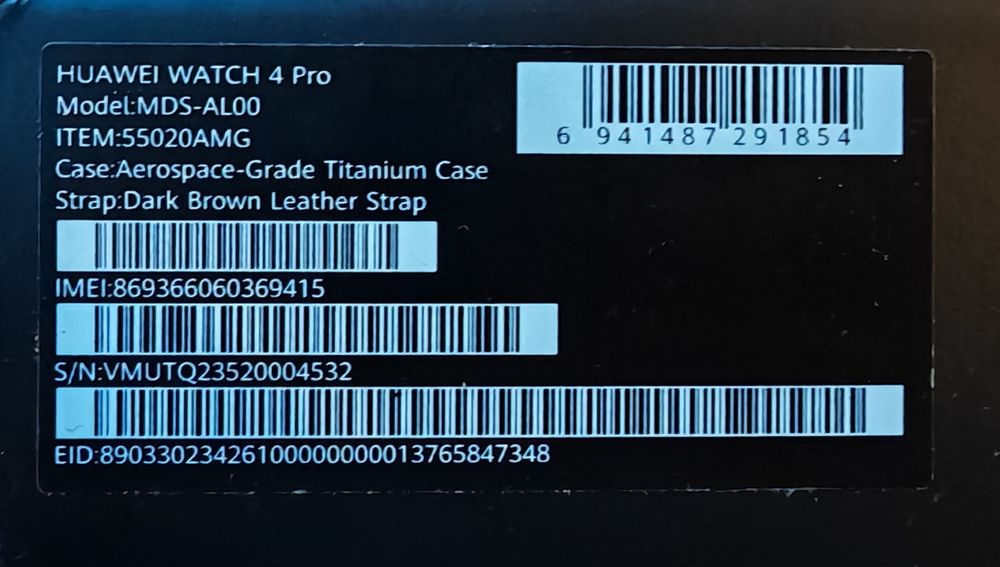 HUAWEI WATCH 4 Pro
Model:MDS-AL00
ITEM:55020AMG
Case:Aerospace-Grade Titanium Case
Strap:Dark Brown Leather Strap
6 941487 291854
IMEI:869366060369415
S/N:VMUTQ23520004532
EID:89033023426100000000013765847348